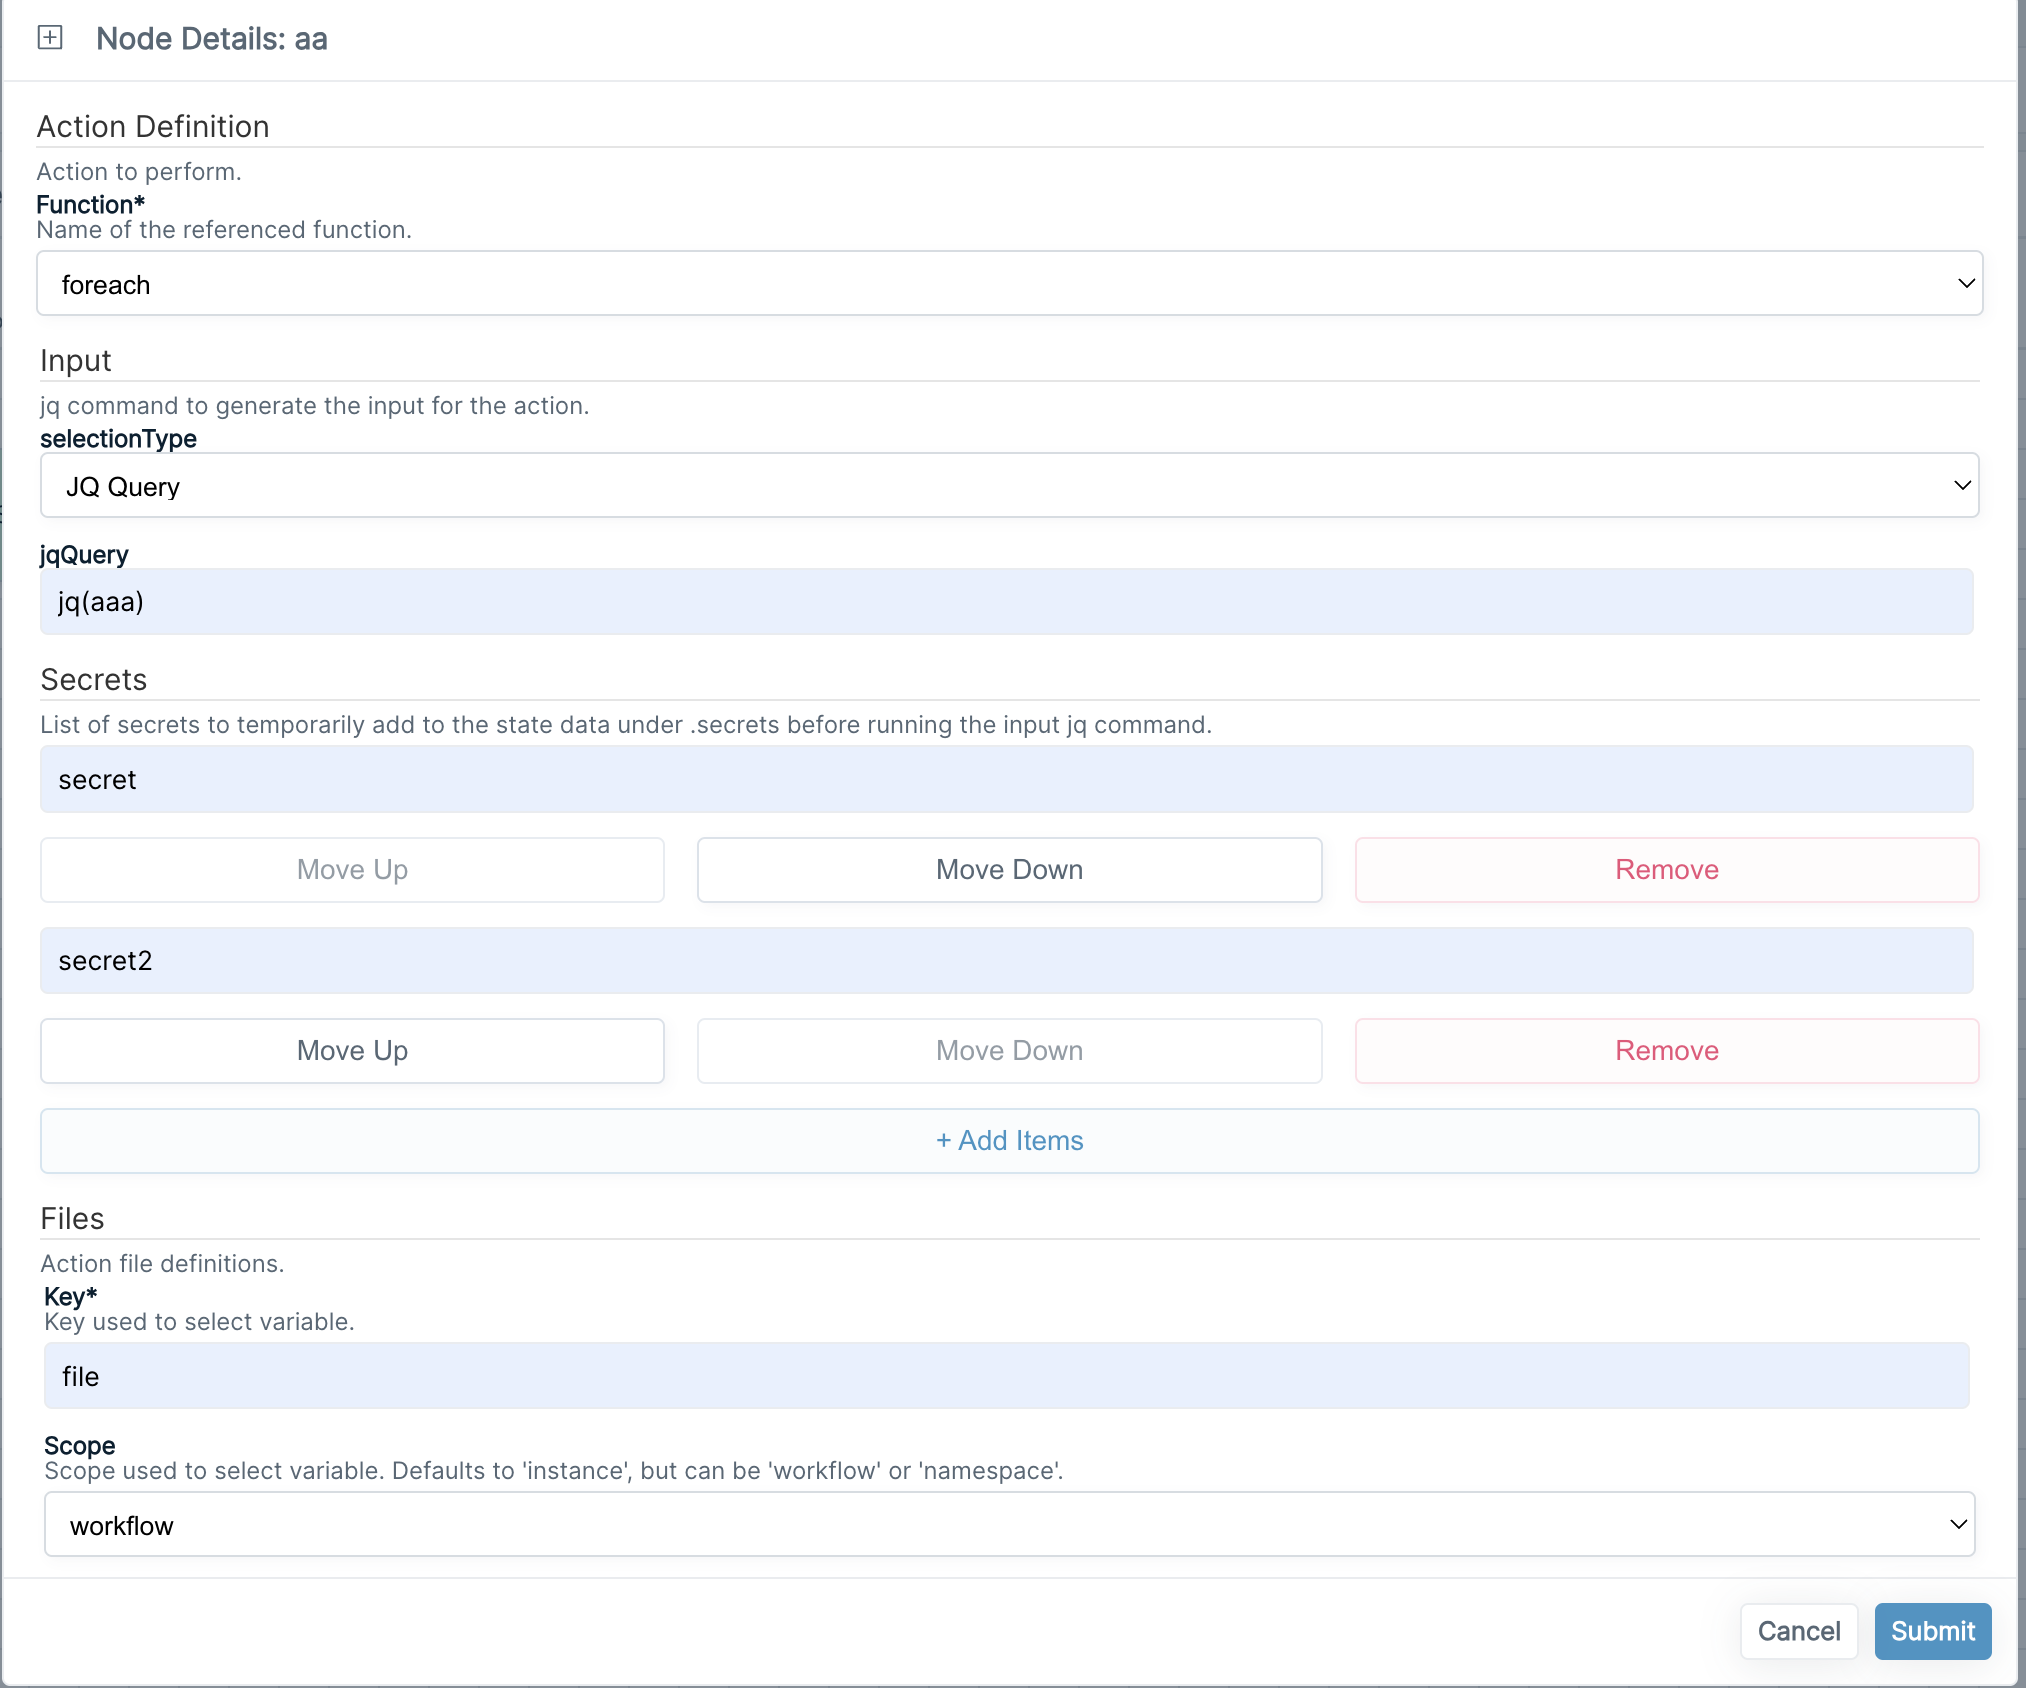 Node Details: aa
Action Definition
Action to perform.
Function*
Name of the referenced function.
foreach
Input
jq command to generate the input for the action.
selectionType
JQ Query
jqQuery
jq(aaa)
Secrets
List of secrets to temporarily add to the state data under .secrets before running the input jq command.
secret
Move Up Move Down Remove
secret2
Move Up Move Down Remove
+ Add Items
Files
Action file definitions.
Key*
Key used to select variable.
file
Scope
Scope used to select variable. Defaults to 'instance', but can be 'workflow' or 'namespace'.
workflow
Cancel Submit